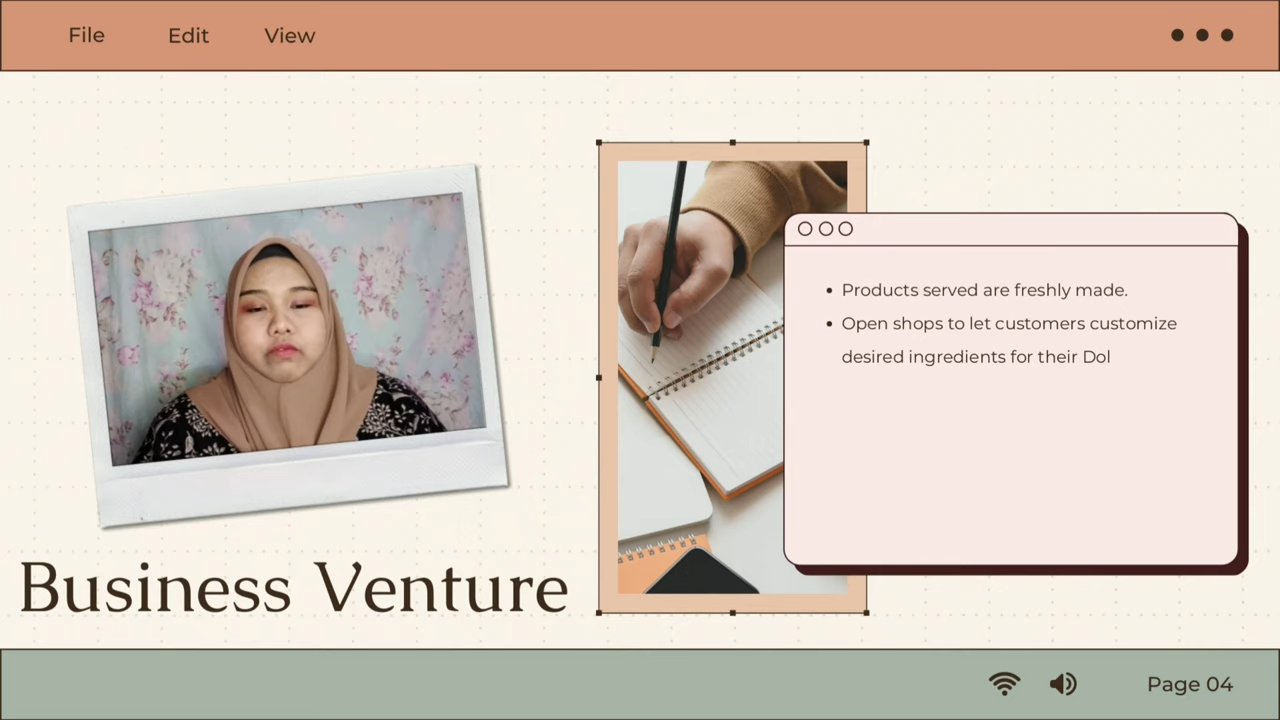 File Edit View
Products served are freshly made.
Open shops to let customers customize
desired ingredients for their Dol
Business Venture
Page 04